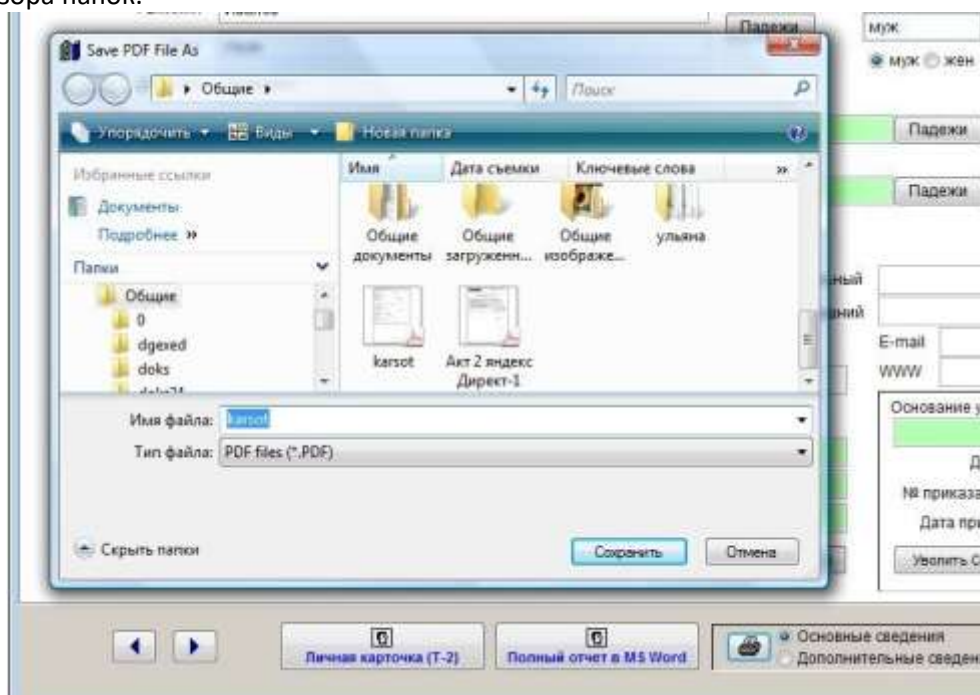 зора папок.
Падежи
муж
Save PDF File As
муж жен
Общие
Поиск
Упорядочить Виды Новая папка
Падежи
Избранные ссылки
Имя Дата съемки Ключевые слова »
Документы
Подробнее »
Общие документы
Общие загруженн...
Общие изображе...
ульяна
Падежи
Папки
Общие
0
dgexed
doks
karsot
Акт 2 яндекс Директ-1
E-mail
WWW
Имя файла: karsot
Тип файла: PDF files (*.PDF)
Основание у
№ приказа
Дата при
Скрыть папки
Сохранить
Отмена
Уволить С
Личная карточка (Т-2)
Полный отчет в MS Word
Основные сведения
Дополнительные сведен